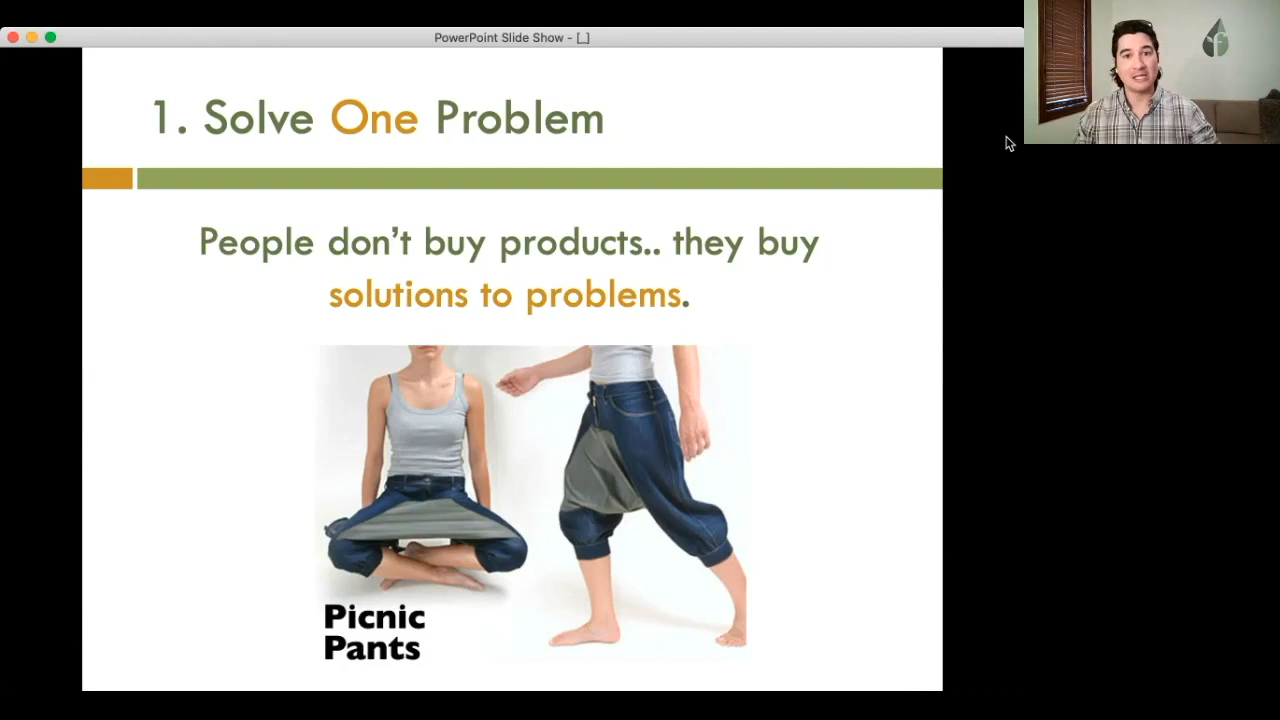 PowerPoint Slide Show - [_]
1. Solve One Problem
People don't buy products.. they buy
solutions to problems.
Picnic
Pants
f